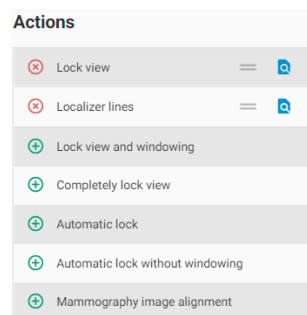 Actions
Lock view
Localizer lines
Lock view and windowing
Completely lock view
Automatic lock
Automatic lock without windowing
Mammography image alignment